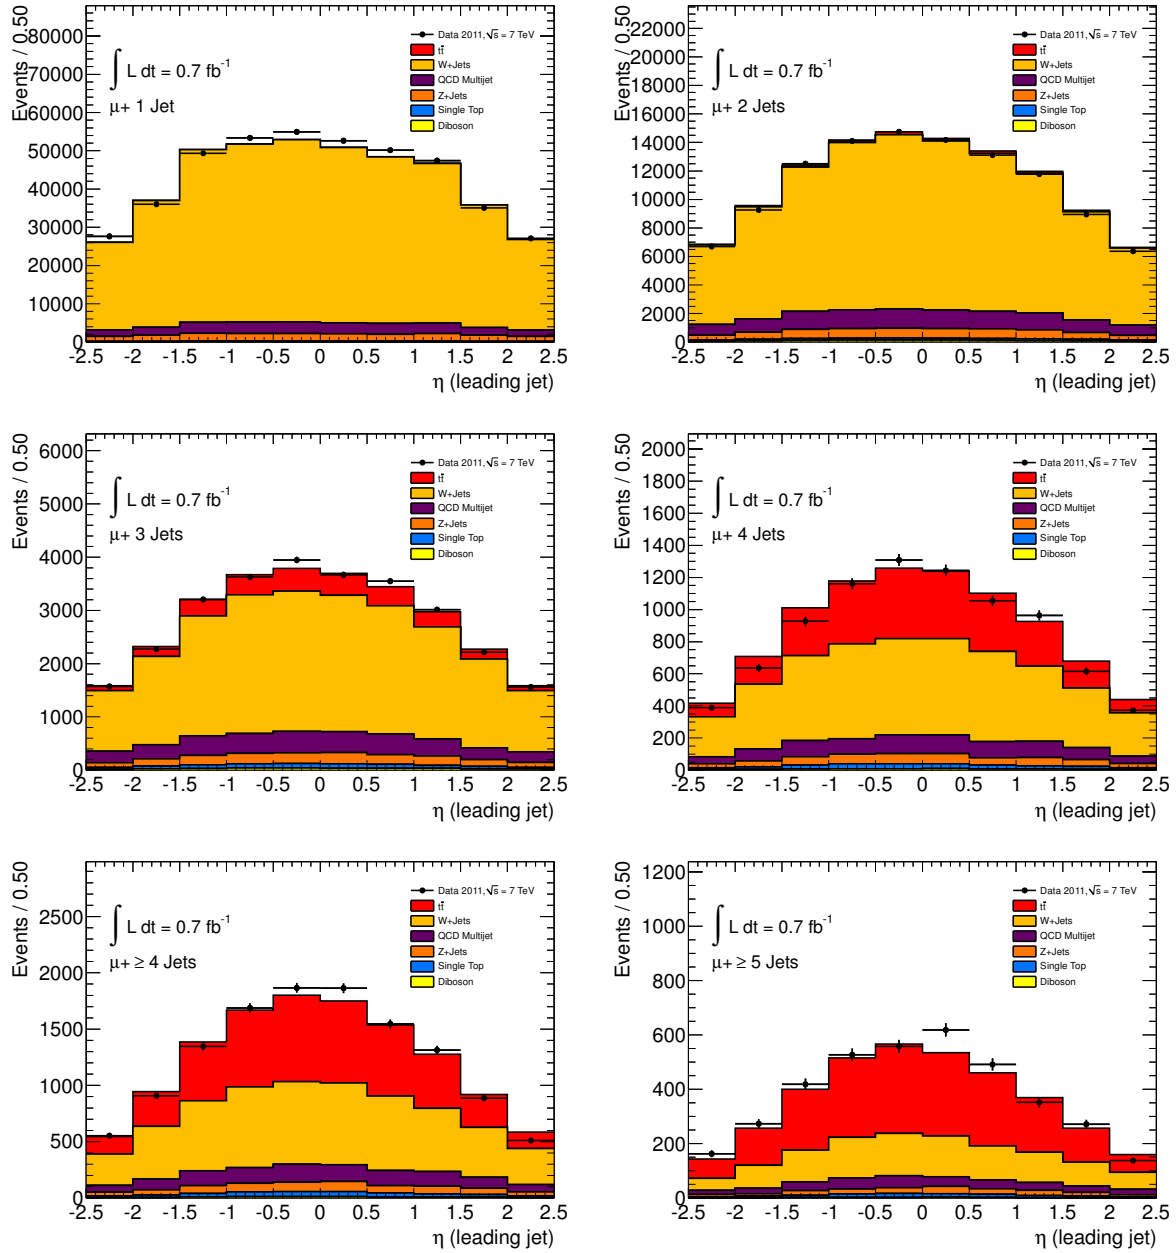 Events / 0.50
80000
70000
60000
50000
40000
30000
20000
10000
0
∫ L dt = 0.7 fb⁻¹
μ+ 1 Jet
Data 2011, √s = 7 TeV
tt̄
W+Jets
QCD Multijet
Z+Jets
Single Top
Diboson
-2.5 -2 -1.5 -1 -0.5 0 0.5 1 1.5 2 2.5
η (leading jet)
Events / 0.50
22000
20000
18000
16000
14000
12000
10000
8000
6000
4000
2000
0
∫ L dt = 0.7 fb⁻¹
μ+ 2 Jets
Data 2011, √s = 7 TeV
tt̄
W+Jets
QCD Multijet
Z+Jets
Single Top
Diboson
-2.5 -2 -1.5 -1 -0.5 0 0.5 1 1.5 2 2.5
η (leading jet)
Events / 0.50
6000
5000
4000
3000
2000
1000
0
∫ L dt = 0.7 fb⁻¹
μ+ 3 Jets
Data 2011, √s = 7 TeV
tt̄
W+Jets
QCD Multijet
Z+Jets
Single Top
Diboson
-2.5 -2 -1.5 -1 -0.5 0 0.5 1 1.5 2 2.5
η (leading jet)
Events / 0.50
2000
1800
1600
1400
1200
1000
800
600
400
200
0
∫ L dt = 0.7 fb⁻¹
μ+ 4 Jets
Data 2011, √s = 7 TeV
tt̄
W+Jets
QCD Multijet
Z+Jets
Single Top
Diboson
-2.5 -2 -1.5 -1 -0.5 0 0.5 1 1.5 2 2.5
η (leading jet)
Events / 0.50
2500
2000
1500
1000
500
0
∫ L dt = 0.7 fb⁻¹
μ+ ≥ 4 Jets
Data 2011, √s = 7 TeV
tt̄
W+Jets
QCD Multijet
Z+Jets
Single Top
Diboson
-2.5 -2 -1.5 -1 -0.5 0 0.5 1 1.5 2 2.5
η (leading jet)
Events / 0.50
1200
1000
800
600
400
200
0
∫ L dt = 0.7 fb⁻¹
μ+ ≥ 5 Jets
Data 2011, √s = 7 TeV
tt̄
W+Jets
QCD Multijet
Z+Jets
Single Top
Diboson
-2.5 -2 -1.5 -1 -0.5 0 0.5 1 1.5 2 2.5
η (leading jet)